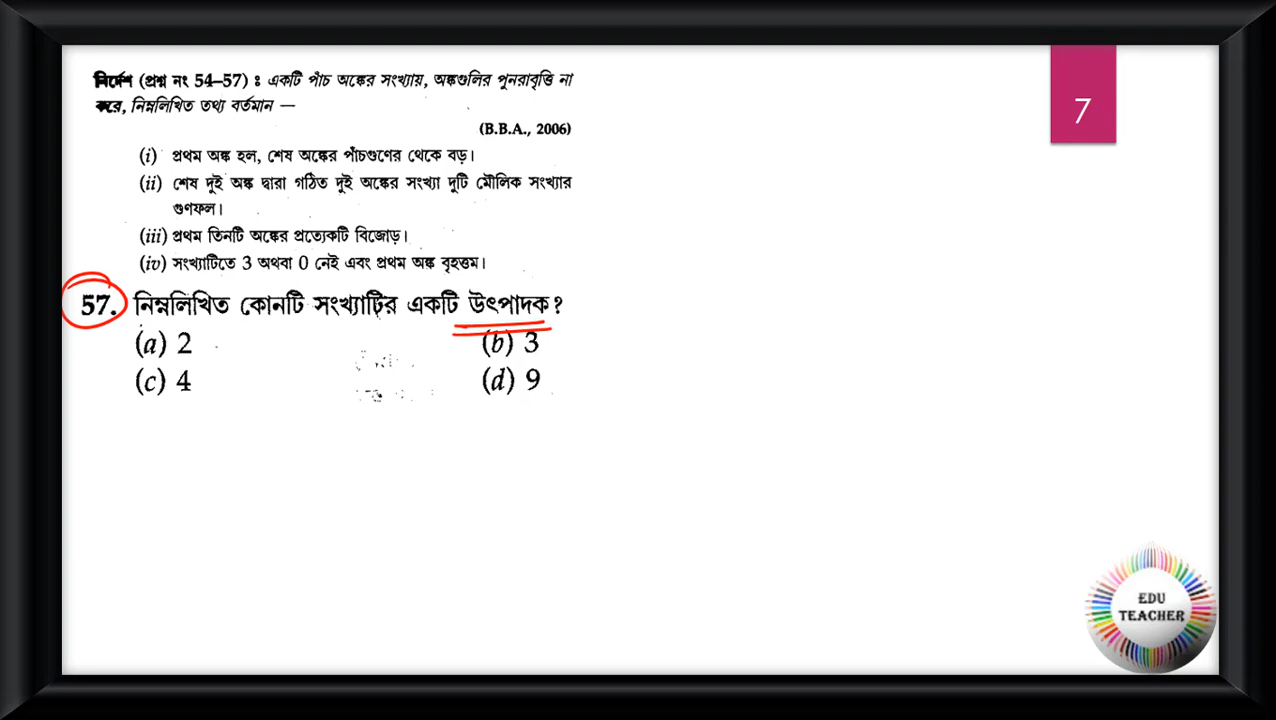 7
নির্দেশ (প্রশ্ন নং 54–57) : একটি পাঁচ অঙ্কের সংখ্যায়, অঙ্কগুলির পুনরাবৃত্তি না
করে, নিম্নলিখিত তথ্য বর্তমান —
(B.B.A., 2006)
(i) প্রথম অঙ্ক হল, শেষ অঙ্কের পাঁচগুণের থেকে বড়।
(ii) শেষ দুই অঙ্ক দ্বারা গঠিত দুই অঙ্কের সংখ্যা দুটি মৌলিক সংখ্যার
গুণফল।
(iii) প্রথম তিনটি অঙ্কের প্রত্যেকটি বিজোড়।
(iv) সংখ্যাটিতে 3 অথবা 0 নেই এবং প্রথম অঙ্ক বৃহত্তম।
57. নিম্নলিখিত কোনটি সংখ্যাটির একটি উৎপাদক?
(a) 2 (b) 3
(c) 4 (d) 9
EDU
TEACHER